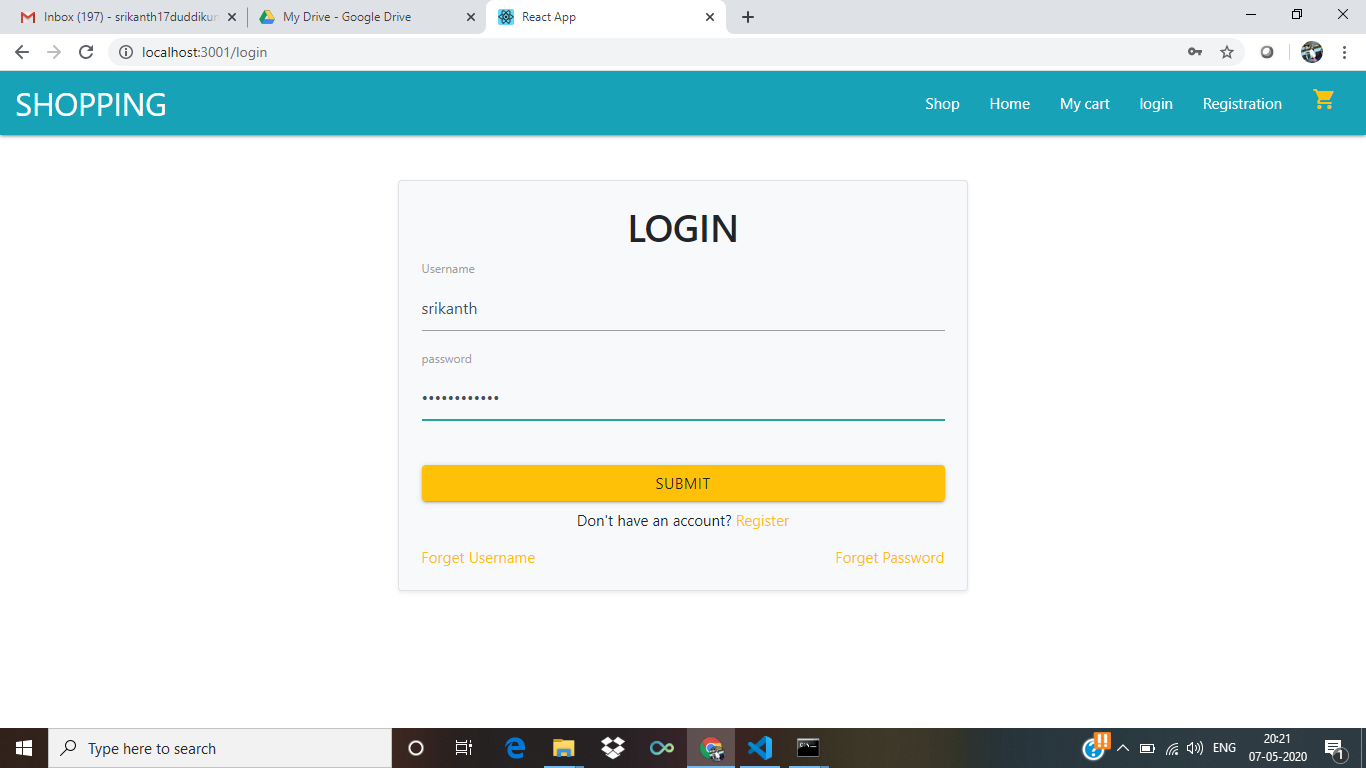 Inbox (197) - srikanth17duddikun
My Drive - Google Drive
React App
localhost:3001/login
SHOPPING
Shop
Home
My cart
login
Registration
LOGIN
Username
srikanth
password
••••••••••••
SUBMIT
Don't have an account? Register
Forget Username
Forget Password
Type here to search
ENG
20:21
07-05-2020
1